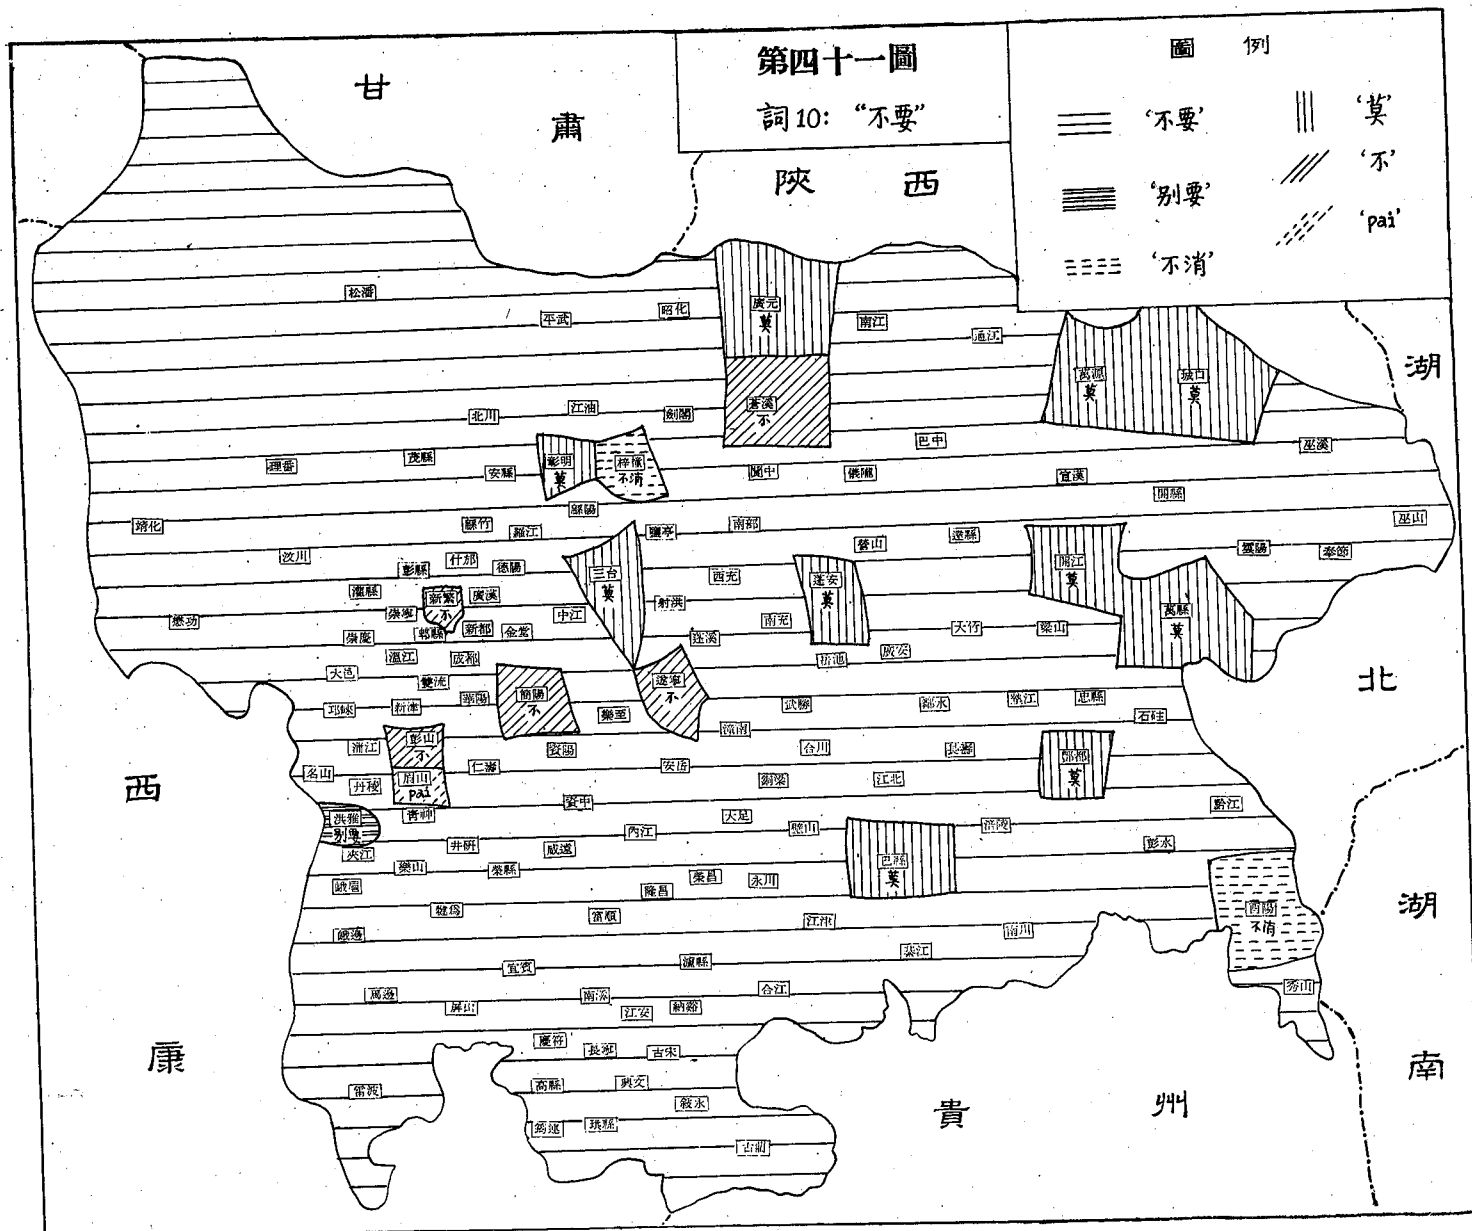 第四十一圖
詞10: “不要”
圖 例
‘不要’
‘莫’
‘别要’
‘不’
‘不消’
‘pai’
甘 肅
陝 西
湖 北
湖 南
貴 州
西 康
松潘
平武
昭化
廣元
莫
南江
通江
萬源
莫
城口
莫
北川
江油
劍閣
蒼溪
不
巴中
巫溪
理番
茂縣
安縣
彰明
莫
梓橦
不消
閬中
儀隴
宣漢
開縣
靖化
汶川
綿竹
羅江
綿陽
鹽亭
南部
營山
達縣
開江
莫
雲陽
奉節
巫山
彭縣
什邡
德陽
三台
莫
西充
蓬安
莫
萬縣
莫
懋功
灌縣
新繁
不
廣漢
崇寧
中江
射洪
南充
大竹
梁山
崇慶
郫縣
新都
金堂
蓬溪
岳池
廣安
大邑
溫江
成都
雙流
簡陽
不
遂寧
不
邛崍
新津
華陽
樂至
武勝
鄰水
墊江
忠縣
石砫
蒲江
彭山
不
資陽
潼南
合川
長壽
酆都
莫
名山
丹稜
眉山
pai
仁壽
安岳
銅梁
江北
黔江
洪雅
别要
青神
資中
大足
璧山
涪陵
彭水
夾江
井研
威遠
內江
巴縣
莫
峨眉
樂山
榮縣
隆昌
榮昌
永川
酉陽
不消
犍爲
富順
江津
南川
峨邊
宜賓
瀘縣
綦江
秀山
馬邊
屏山
南溪
江安
納谿
合江
慶符
長寧
古宋
雷波
高縣
興文
敍永
筠連
珙縣
古藺